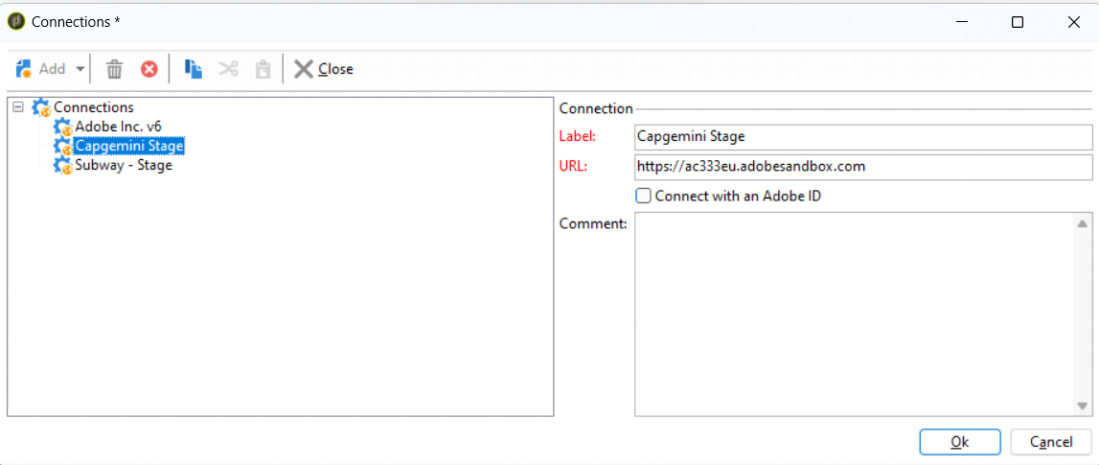 Connections *
Add
Close
Connections
Adobe Inc. v6
Capgemini Stage
Subway - Stage
Connection
Label: Capgemini Stage
URL: https://ac333eu.adobesandbox.com
Connect with an Adobe ID
Comment:
Ok
Cancel